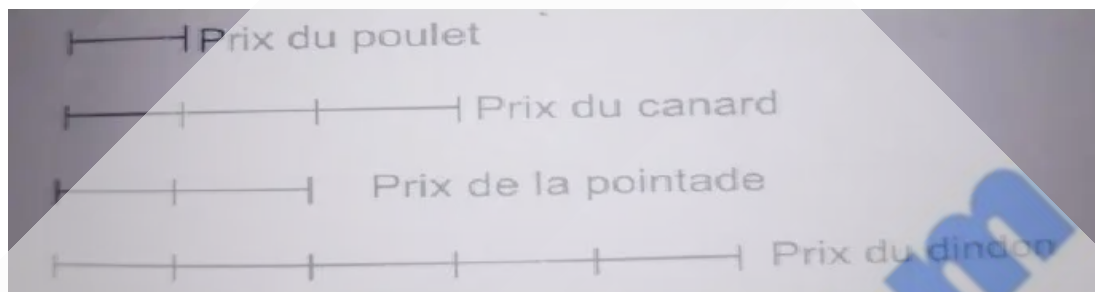 Prix du poulet
Prix du canard
Prix de la pointade
Prix du dindon
m